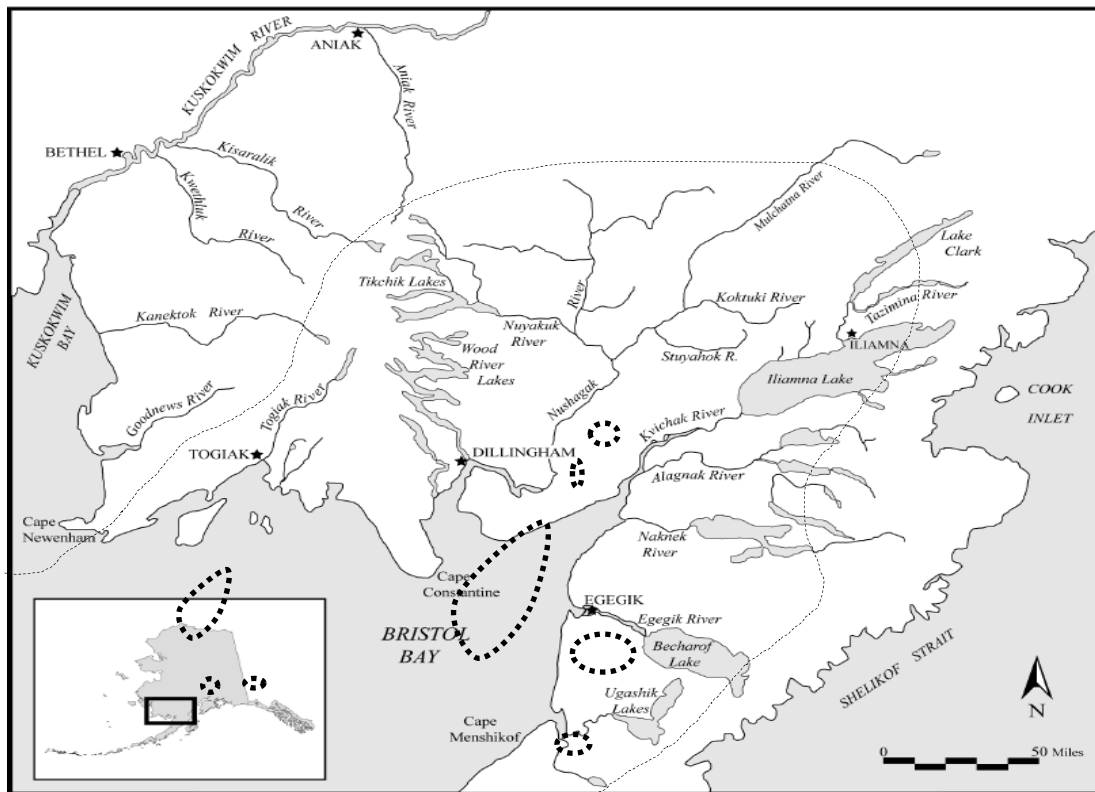 KUSKOKWIM RIVER
ANIAK
Aniak River
BETHEL
Kisaralik
River
Kwethluk
River
Mulchatna River
Lake
Clark
Tikchik Lakes
River
Koktuki River
Tazimina River
KUSKOKWIM
BAY
Kanektok River
Nuyakuk
River
Stuyahok R.
ILIAMNA
Wood
River
Lakes
Iliamna Lake
COOK
INLET
Goodnews River
Togiak River
Nushagak
Kvichak River
TOGIAK
DILLINGHAM
Alagnak River
Cape
Newenham
Naknek
River
Cape
Constantine
EGEGIK
Egegik River
BRISTOL
BAY
Becharof
Lake
SHELIKOF STRAIT
Ugashik
Lakes
Cape
Menshikof
N
0
50 Miles